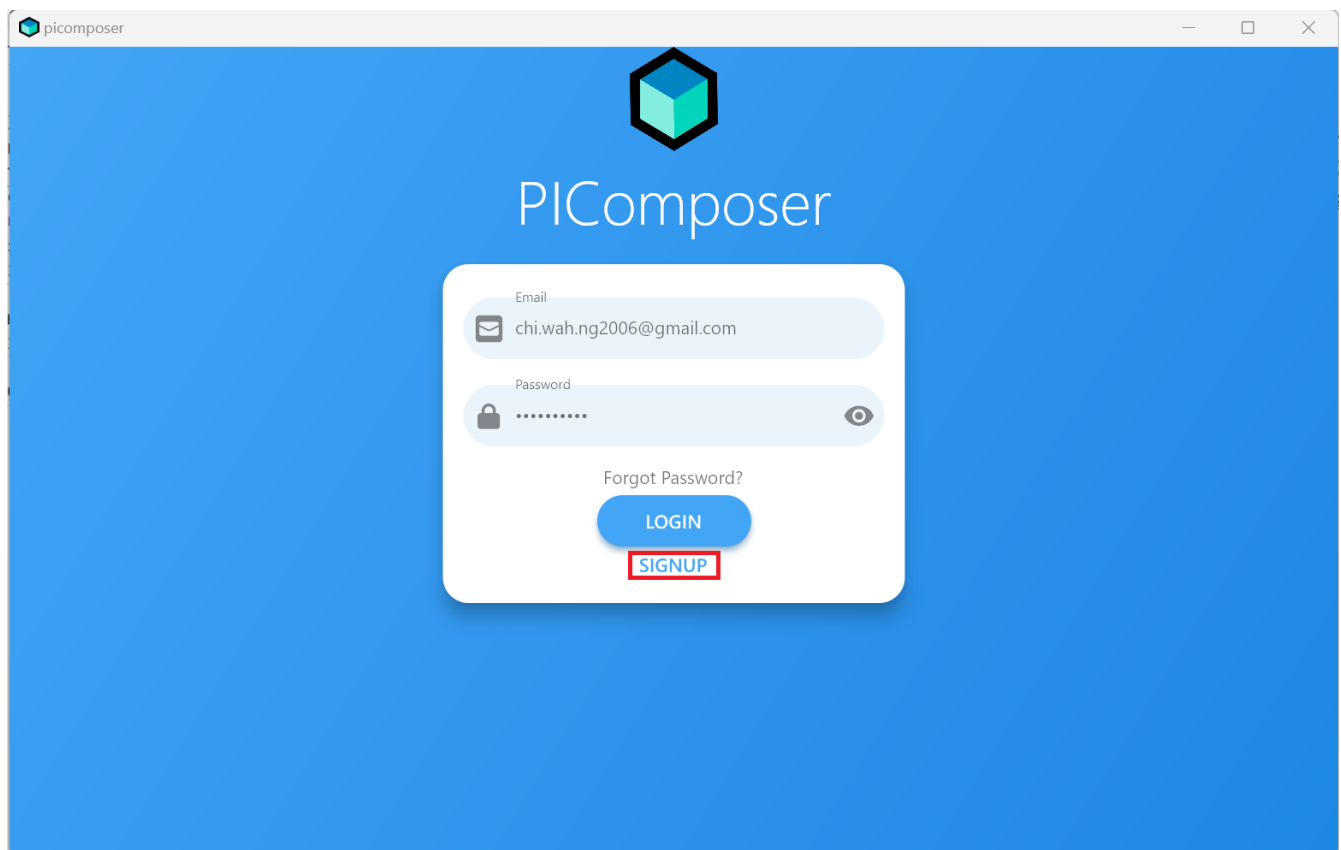 picomposer
PIComposer
Email
chi.wah.ng2006@gmail.com
Password
••••••••••
Forgot Password?
LOGIN
SIGNUP